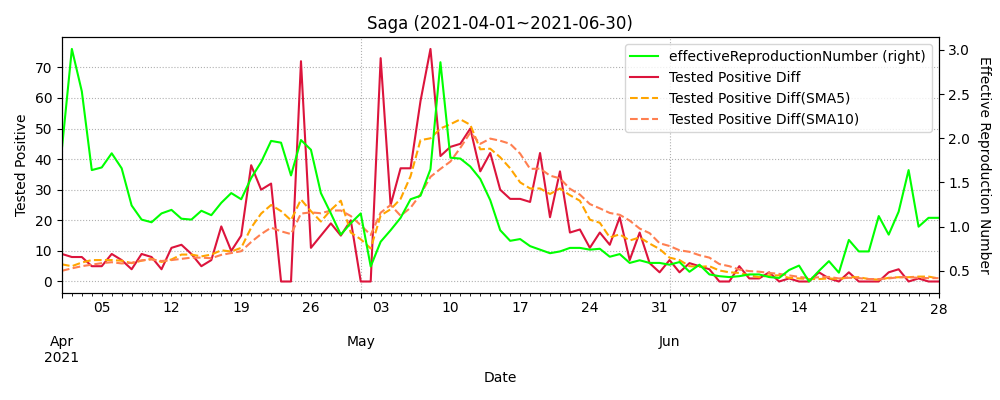 Saga (2021-04-01~2021-06-30)
effectiveReproductionNumber (right)
Tested Positive Diff
Tested Positive Diff(SMA5)
Tested Positive Diff(SMA10)
Tested Positive
70
60
50
40
30
20
10
0
3.0
2.5
2.0
1.5
1.0
0.5
Effective Reproduction Number
05 12 19 26 03 10 17 24 31 07 14 21 28
Apr May Jun
2021
Date